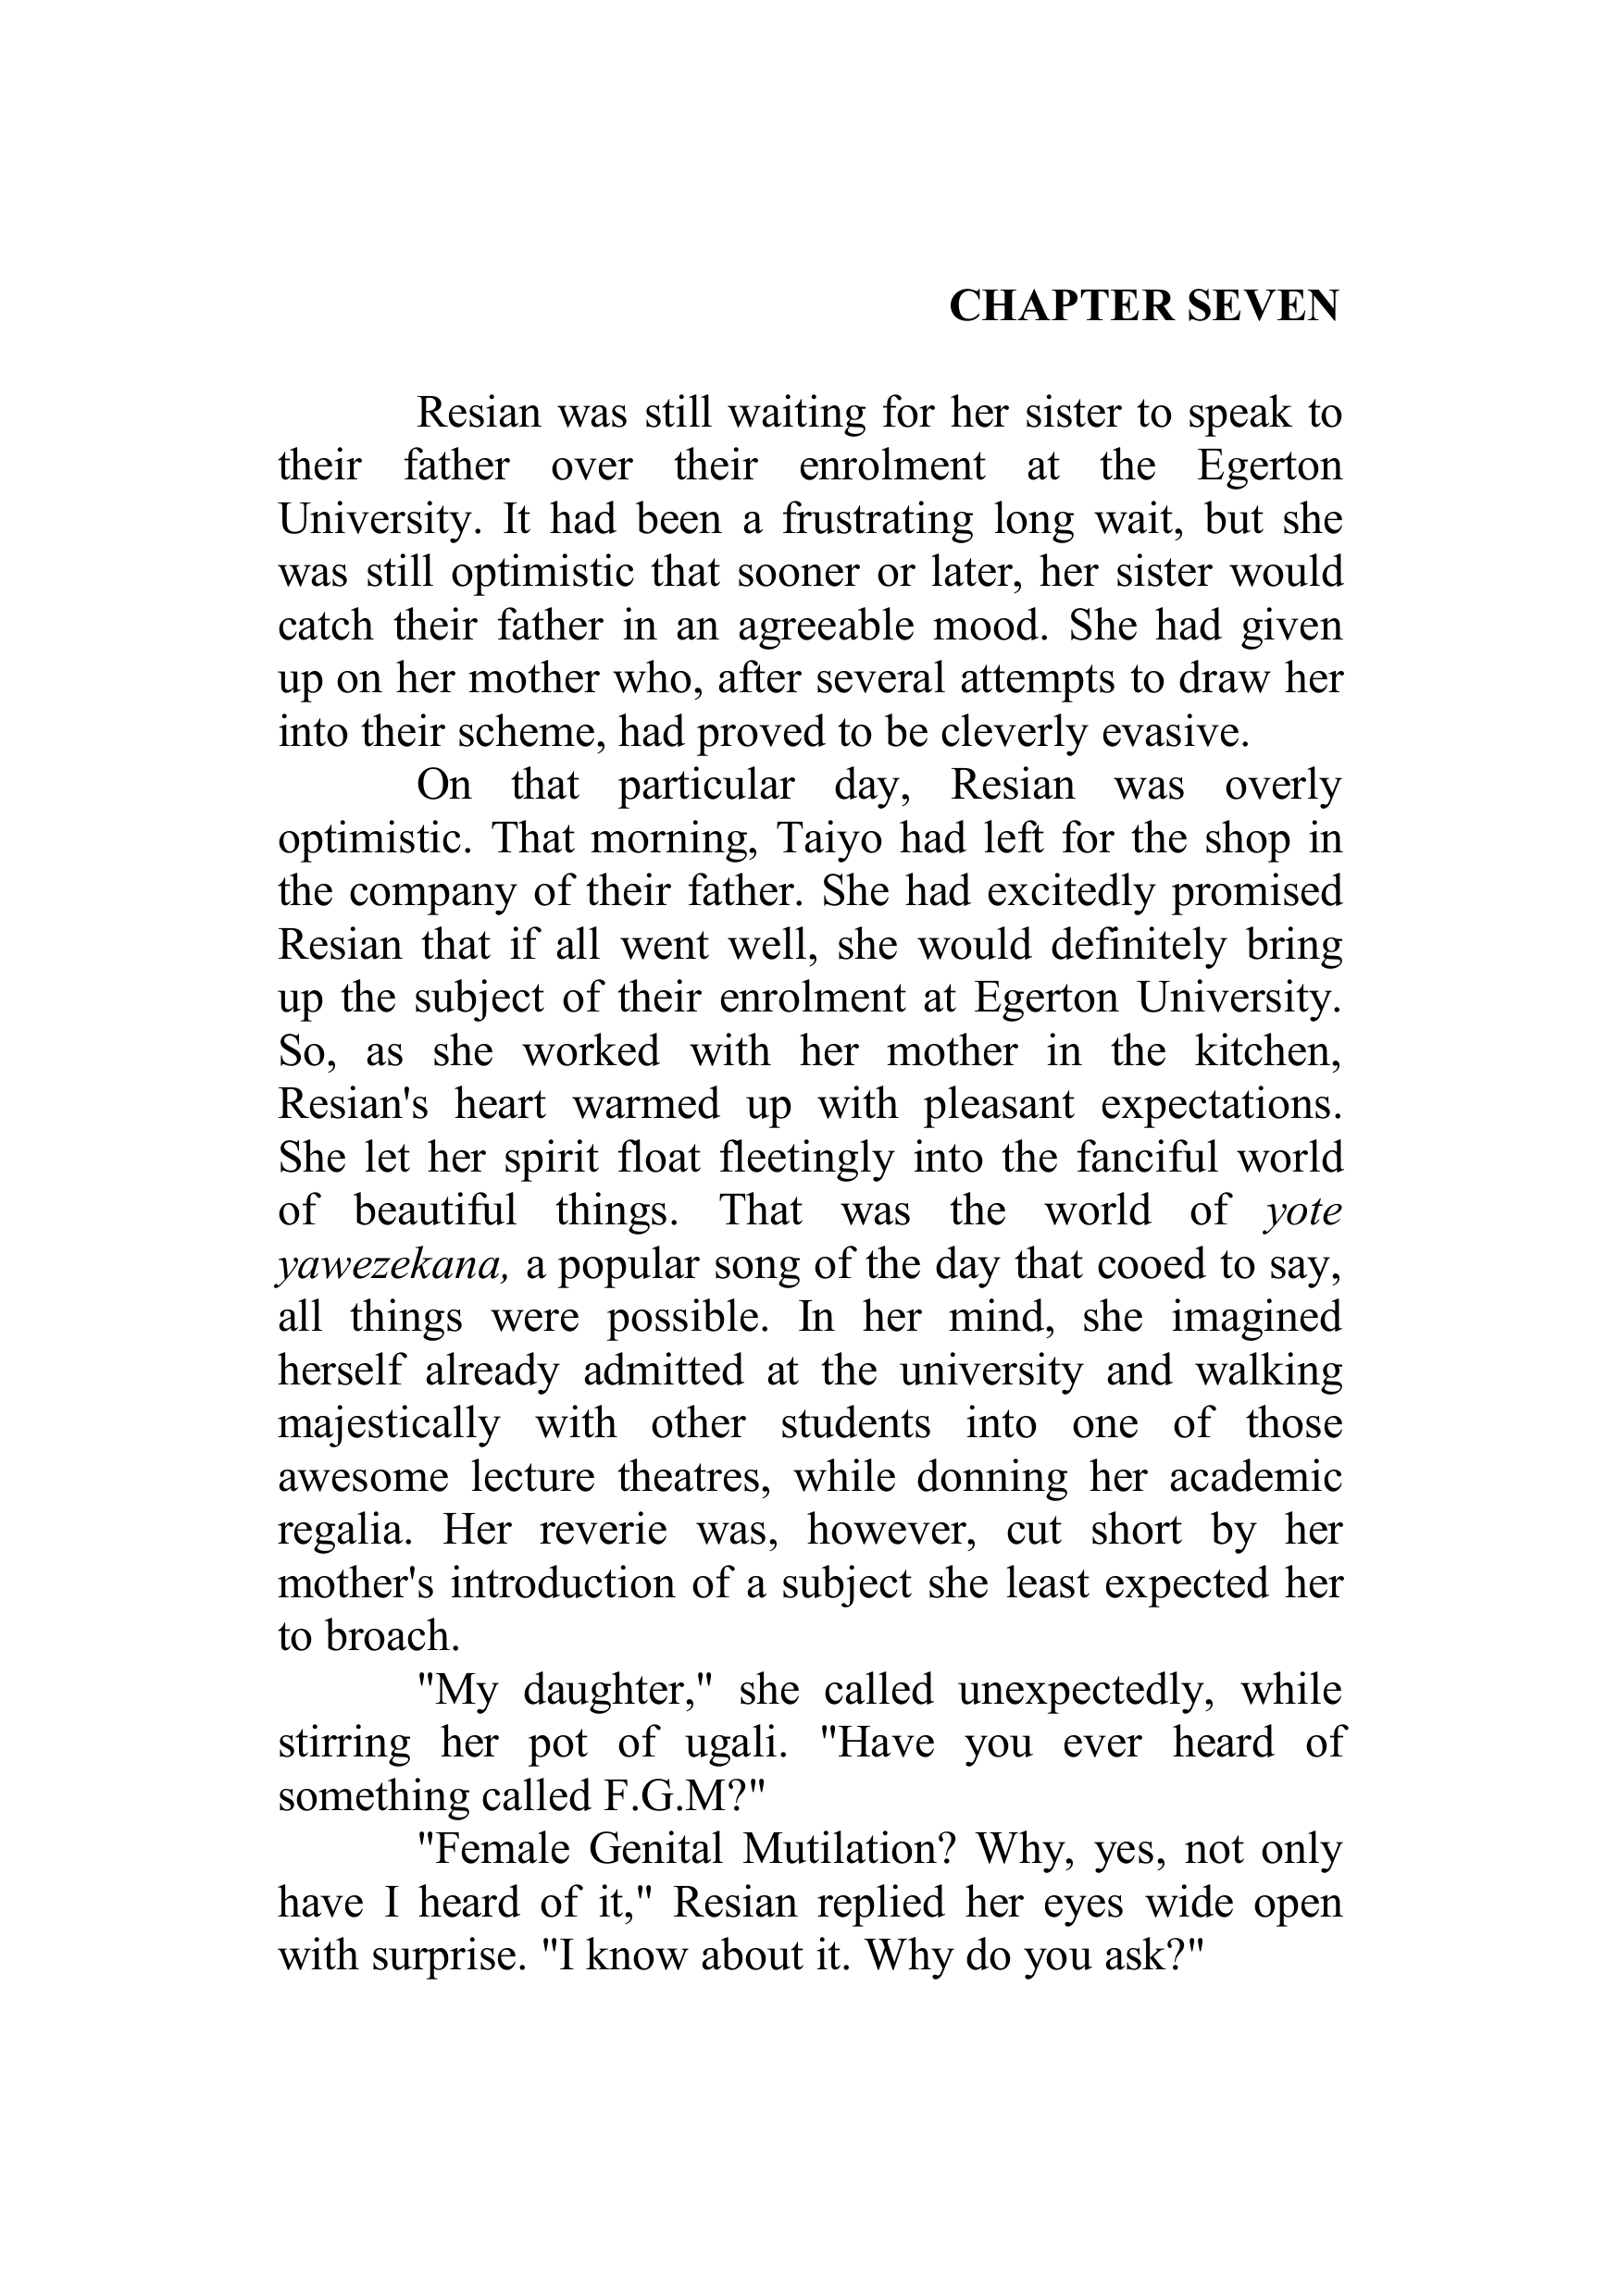 CHAPTER SEVEN
Resian was still waiting for her sister to speak to
their father over their enrolment at the Egerton
University. It had been a frustrating long wait, but she
was still optimistic that sooner or later, her sister would
catch their father in an agreeable mood. She had given
up on her mother who, after several attempts to draw her
into their scheme, had proved to be cleverly evasive.
On that particular day, Resian was overly
optimistic. That morning, Taiyo had left for the shop in
the company of their father. She had excitedly promised
Resian that if all went well, she would definitely bring
up the subject of their enrolment at Egerton University.
So, as she worked with her mother in the kitchen,
Resian's heart warmed up with pleasant expectations.
She let her spirit float fleetingly into the fanciful world
of beautiful things. That was the world of yote
yawezekana, a popular song of the day that cooed to say,
all things were possible. In her mind, she imagined
herself already admitted at the university and walking
majestically with other students into one of those
awesome lecture theatres, while donning her academic
regalia. Her reverie was, however, cut short by her
mother's introduction of a subject she least expected her
to broach.
"My daughter," she called unexpectedly, while
stirring her pot of ugali. "Have you ever heard of
something called F.G.M?"
"Female Genital Mutilation? Why, yes, not only
have I heard of it," Resian replied her eyes wide open
with surprise. "I know about it. Why do you ask?"